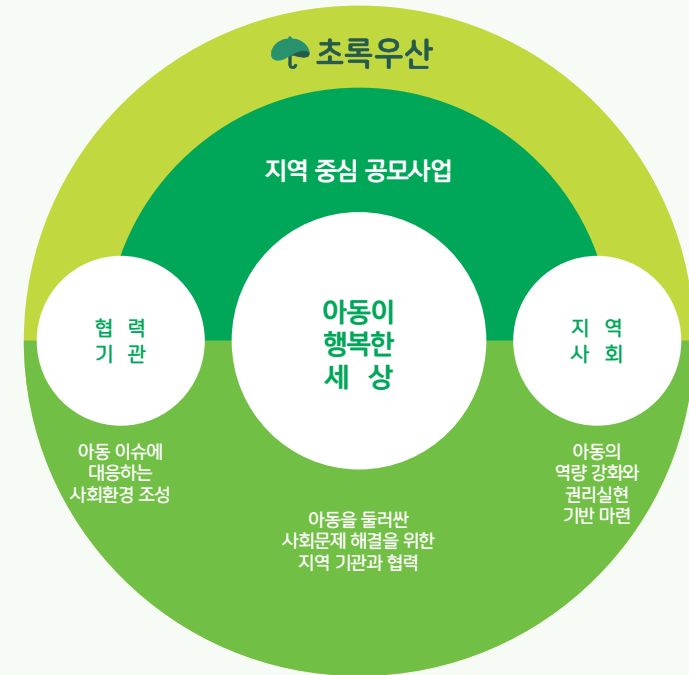 초록우산
지역 중심 공모사업
협 력
기 관
아동이
행복한
세 상
지 역
사 회
아동 이슈에
대응하는
사회환경 조성
아동을 둘러싼
사회문제 해결을 위한
지역 기관과 협력
아동의
역량 강화와
권리실현
기반 마련